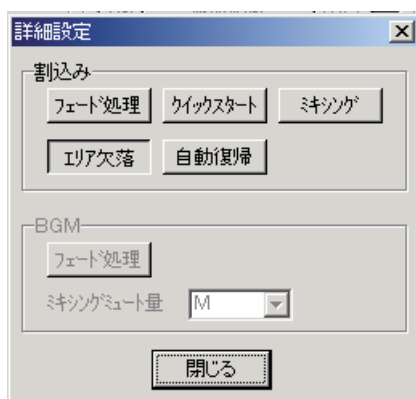 詳細設定
割込み
フェード処理 クイックスタート ミキシング
エリア欠落 自動復帰
BGM
フェード処理
ミキシングミュート量 M
閉じる